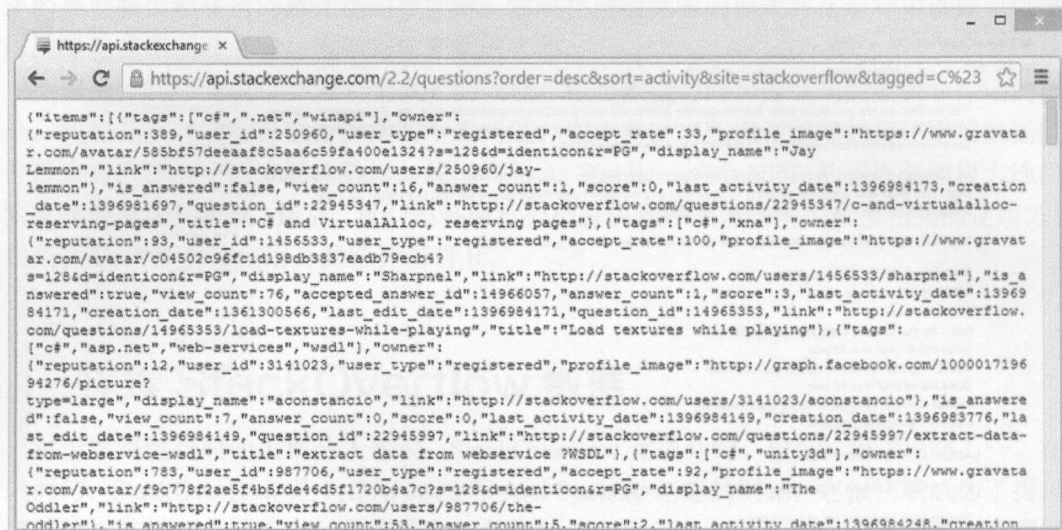 https://api.stackexchange ×
https://api.stackexchange.com/2.2/questions?order=desc&sort=activity&site=stackoverflow&tagged=C%23
{"items":[{"tags":["c#",".net","winapi"],"owner":
{"reputation":389,"user_id":250960,"user_type":"registered","accept_rate":33,"profile_image":"https://www.gravata
r.com/avatar/585bf57deeaaf8c5aa6c59fa400e1324?s=128&d=identicon&r=PG","display_name":"Jay
Lemmon","link":"http://stackoverflow.com/users/250960/jay-
lemmon"},"is_answered":false,"view_count":16,"answer_count":1,"score":0,"last_activity_date":1396984173,"creation
_date":1396981697,"question_id":22945347,"link":"http://stackoverflow.com/questions/22945347/c-and-virtualalloc-
reserving-pages","title":"C# and VirtualAlloc, reserving pages"},{"tags":["c#","xna"],"owner":
{"reputation":93,"user_id":1456533,"user_type":"registered","accept_rate":100,"profile_image":"https://www.gravat
ar.com/avatar/c04502c96fc1d198db3837eadb79ecb4?
s=128&d=identicon&r=PG","display_name":"Sharpnel","link":"http://stackoverflow.com/users/1456533/sharpnel"},"is_a
nswered":true,"view_count":76,"accepted_answer_id":14966057,"answer_count":1,"score":3,"last_activity_date":13969
84171,"creation_date":1361300566,"last_edit_date":1396984171,"question_id":14965353,"link":"http://stackoverflow.
com/questions/14965353/load-textures-while-playing","title":"Load textures while playing"},{"tags":
["c#","asp.net","web-services","wsdl"],"owner":
{"reputation":12,"user_id":3141023,"user_type":"registered","profile_image":"http://graph.facebook.com/1000017196
94276/picture?
type=large","display_name":"aconstancio","link":"http://stackoverflow.com/users/3141023/aconstancio"},"is_answere
d":false,"view_count":7,"answer_count":0,"score":0,"last_activity_date":1396984149,"creation_date":1396983776,"la
st_edit_date":1396984149,"question_id":22945997,"link":"http://stackoverflow.com/questions/22945997/extract-data-
from-webservice-wsdl","title":"extract data from webservice ?WSDL"},{"tags":["c#","unity3d"],"owner":
{"reputation":783,"user_id":987706,"user_type":"registered","accept_rate":92,"profile_image":"https://www.gravata
r.com/avatar/f9c778f2ae5f4b5fde46d5f1720b4a7c?s=128&d=identicon&r=PG","display_name":"The
Oddler","link":"http://stackoverflow.com/users/987706/the-
oddler"},"is_answered":true,"view_count":53,"answer_count":5,"score":2,"last_activity_date":1396984248,"creation